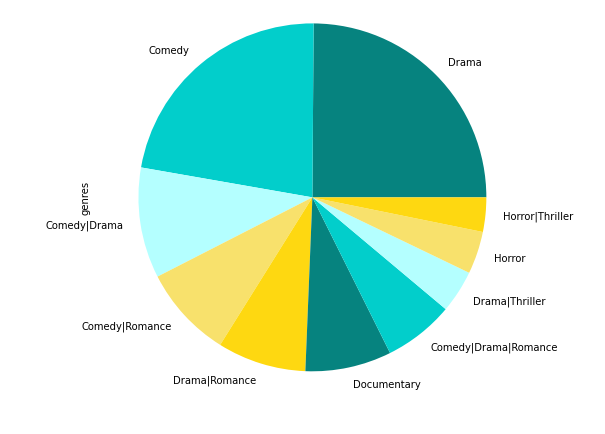 Comedy
Drama
genres
Comedy|Drama
Horror|Thriller
Horror
Drama|Thriller
Comedy|Romance
Comedy|Drama|Romance
Drama|Romance
Documentary